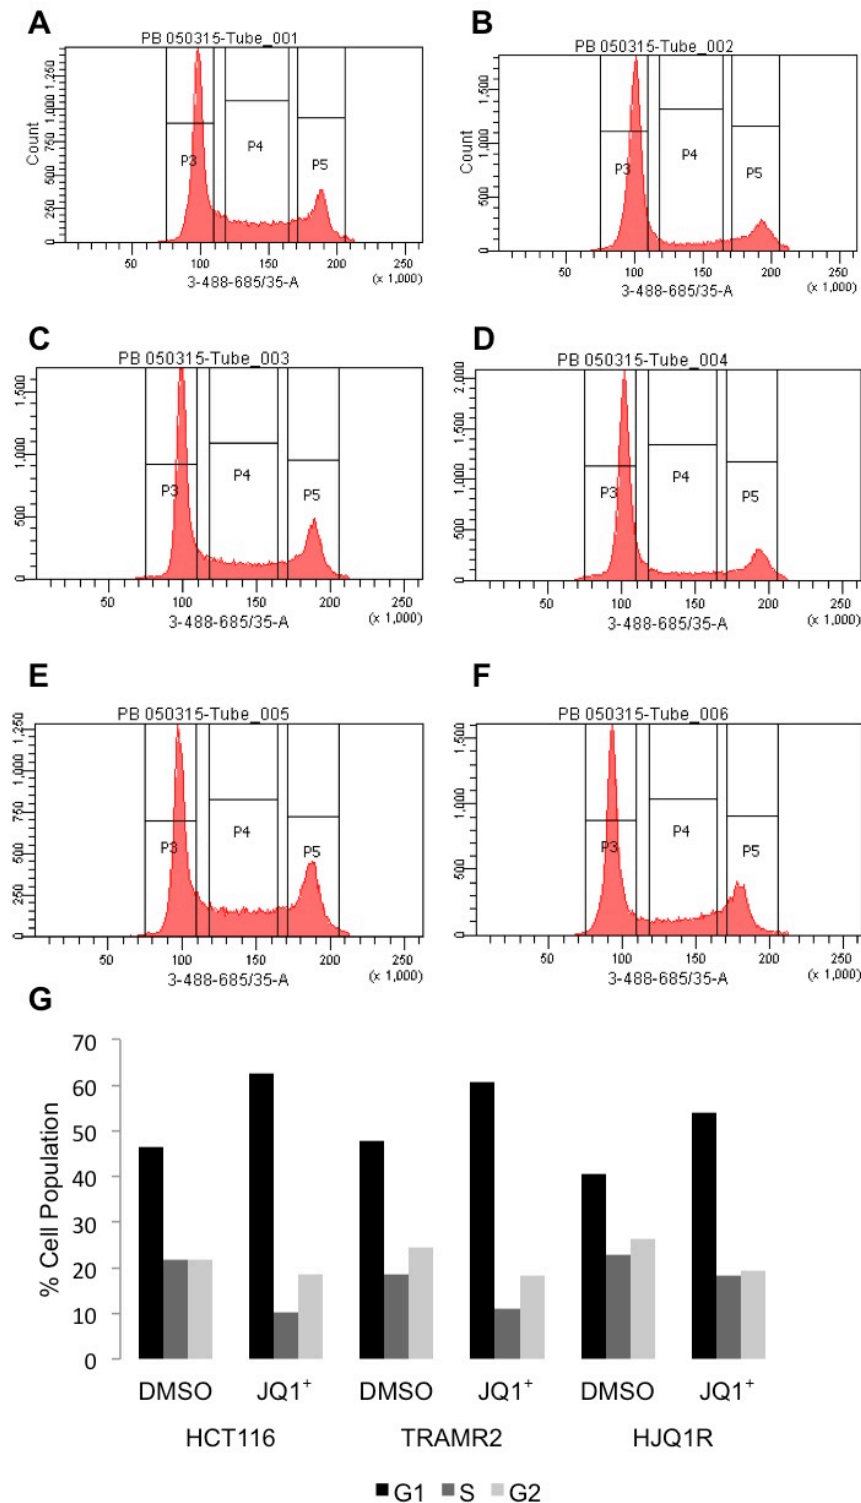 A
PB 050315-Tube_001
Count
0 250 500 750 1,000 1,250
P3 P4 P5
50 100 150 200 250
3-488-685/35-A (x 1,000)
B
PB 050315-Tube_002
Count
0 500 1,000 1,500
P3 P4 P5
50 100 150 200 250
3-488-685/35-A (x 1,000)
C
PB 050315-Tube_003
0 500 1,000 1,500
P3 P4 P5
50 100 150 200 250
3-488-685/35-A (x 1,000)
D
PB 050315-Tube_004
0 500 1,000 1,500 2,000
P3 P4 P5
50 100 150 200 250
3-488-685/35-A (x 1,000)
E
PB 050315-Tube_005
0 250 500 750 1,000 1,250
P3 P4 P5
50 100 150 200 250
3-488-685/35-A (x 1,000)
F
PB 050315-Tube_006
0 500 1,000 1,500
P3 P4 P5
50 100 150 200 250
3-488-685/35-A (x 1,000)
G
% Cell Population
70
60
50
40
30
20
10
0
DMSO JQ1⁺ DMSO JQ1⁺ DMSO JQ1⁺
HCT116 TRAMR2 HJQ1R
G1 S G2